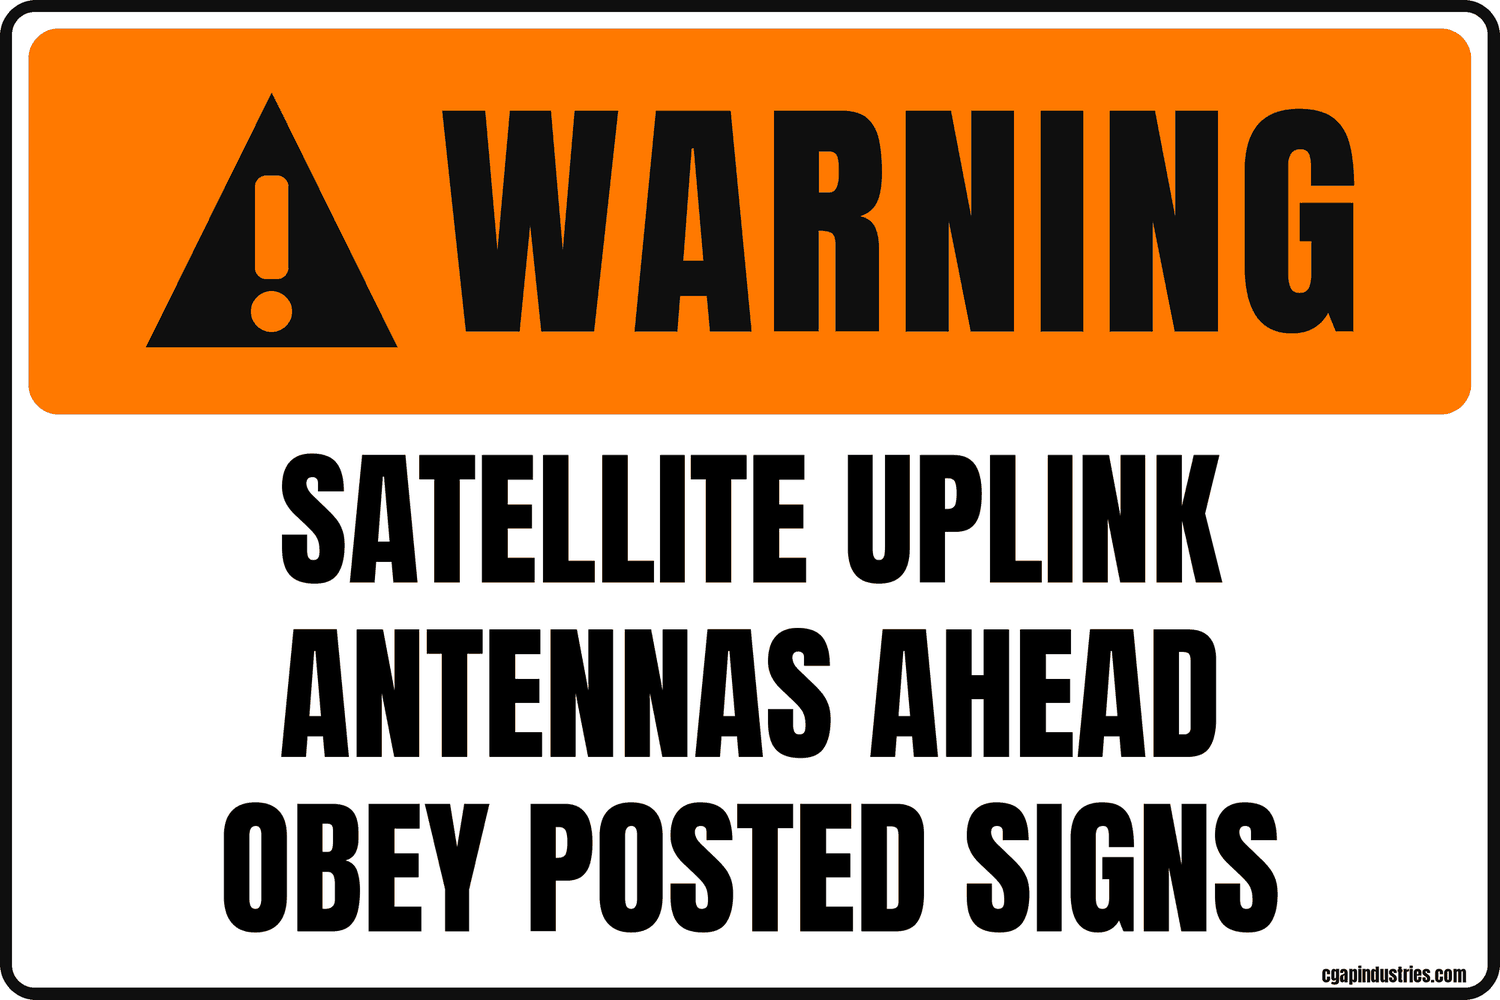 WARNING
SATELLITE UPLINK
ANTENNAS AHEAD
OBEY POSTED SIGNS
cgapindustries.com